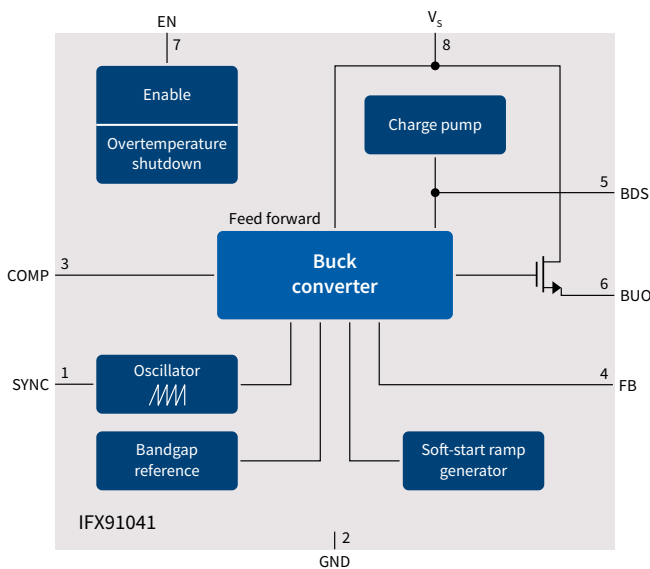 EN
7
Vs
8
Enable
Overtemperature
shutdown
Charge pump
5
BDS
Feed forward
Buck
converter
3
COMP
6
BUO
1
SYNC
Oscillator
4
FB
Bandgap
reference
Soft-start ramp
generator
IFX91041
2
GND